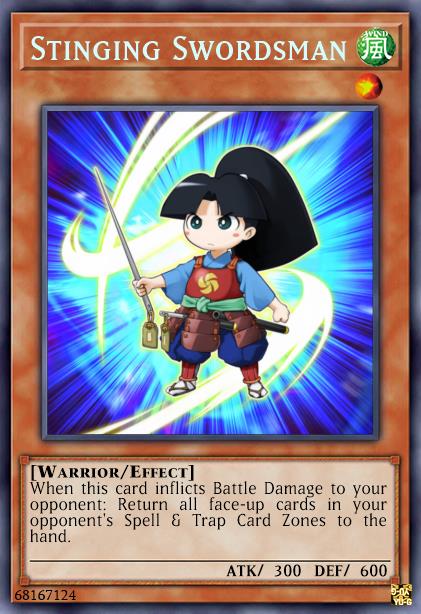 Stinging Swordsman
WIND
風
[Warrior/Effect]
When this card inflicts Battle Damage to your
opponent: Return all face-up cards in your
opponent's Spell & Trap Card Zones to the
hand.
ATK/ 300 DEF/ 600
68167124